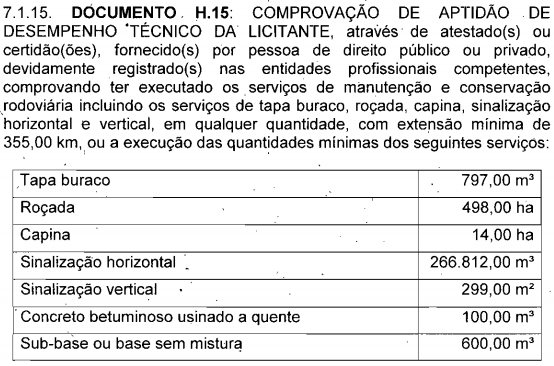 7.1.15. DOCUMENTO H.15: COMPROVAÇÃO DE APTIDÃO DE
DESEMPENHO TÉCNICO DA LICITANTE, através de atestado(s) ou
certidão(ões), fornecido(s) por pessoa de direito público ou privado,
devidamente registrado(s) nas entidades profissionais competentes,
comprovando ter executado os serviços de manutenção e conservação
rodoviária incluindo os serviços de tapa buraco, roçada, capina, sinalização
horizontal e vertical, em qualquer quantidade, com extensão mínima de
355,00 km, ou a execução das quantidades mínimas dos seguintes serviços:
Tapa buraco 797,00 m³
Roçada 498,00 ha
Capina 14,00 ha
Sinalização horizontal 266.812,00 m³
Sinalização vertical 299,00 m²
Concreto betuminoso usinado a quente 100,00 m³
Sub-base ou base sem mistura 600,00 m³